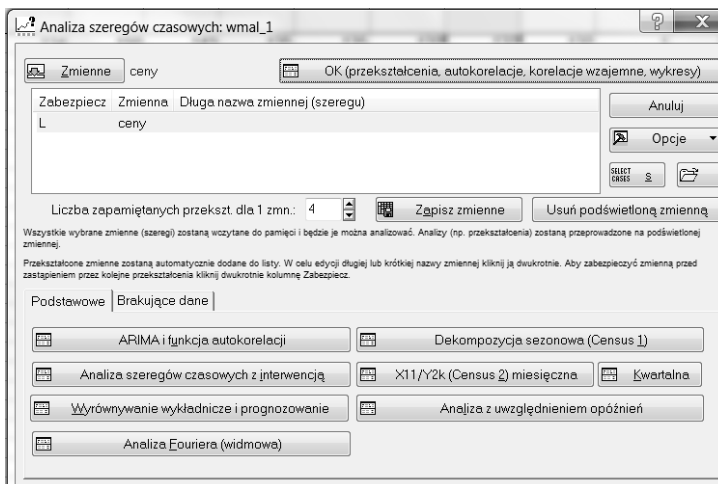 Analiza szeregów czasowych: wmal_1
? X
Zmienne ceny OK (przekształcenia, autokorelacje, korelacje wzajemne, wykresy)
Zabezpiecz Zmienna Długa nazwa zmiennej (szeregu)
L ceny
Anuluj
Opcje
SELECT CASES S
Liczba zapamiętanych przekszt. dla 1 zmn.: 4 Zapisz zmienne Usuń podświetloną zmienną
Wszystkie wybrane zmienne (szeregi) zostaną wczytane do pamięci i będzie je można analizować. Analizy (np. przekształcenia) zostaną przeprowadzone na podświetlonej
zmiennej.
Przekształcone zmienne zostaną automatycznie dodane do listy. W celu edycji długiej lub krótkiej nazwy zmiennej kliknij ją dwukrotnie. Aby zabezpieczyć zmienną przed
zastąpieniem przez kolejne przekształcenia kliknij dwukrotnie kolumnę Zabezpiecz.
Podstawowe Brakujące dane
ARIMA i funkcja autokorelacji Dekompozycja sezonowa (Census 1)
Analiza szeregów czasowych z interwencją X11/Y2k (Census 2) miesięczna Kwartalna
Wyrównywanie wykładnicze i prognozowanie Analiza z uwzględnieniem opóźnień
Analiza Fouriera (widmowa)